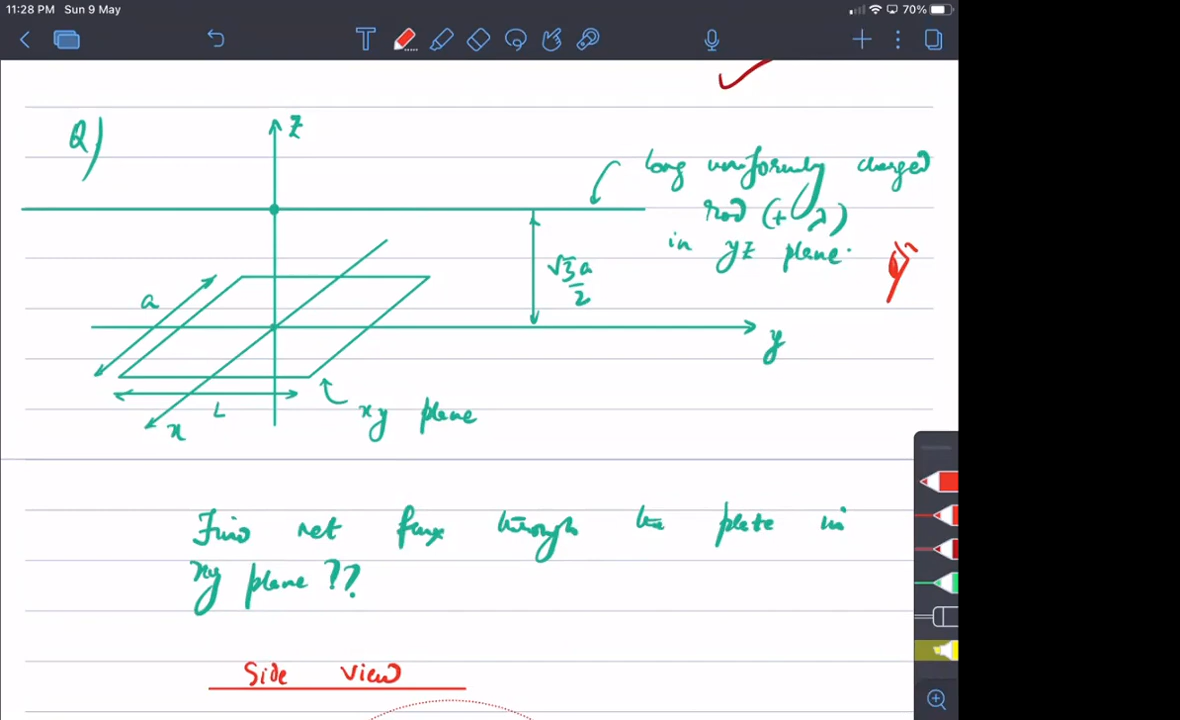 11:28 PM Sun 9 May
70%
T
Q)
z
long uniformly charged
rod (+λ)
in yz plane.
√3a
2
a
y
L
x
xy plane
Find net flux through the plate in
xy plane ??
Side view